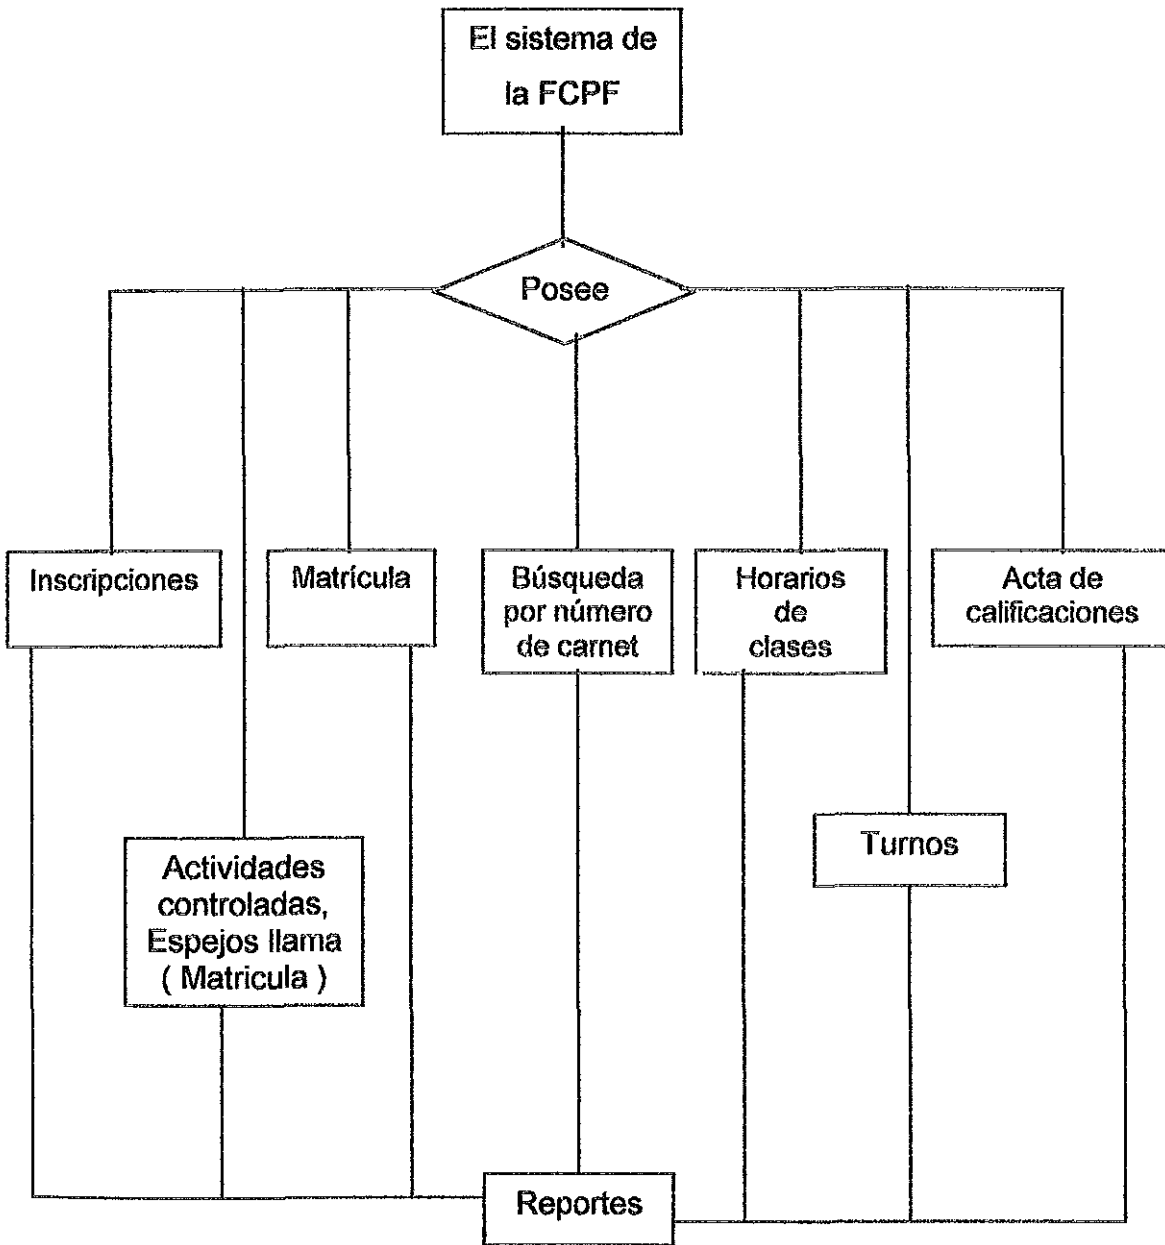 El sistema de
la FCPF
Posee
Inscripciones
Matrícula
Búsqueda
por número
de carnet
Horarios
de
clases
Acta de
calificaciones
Actividades
controladas,
Espejos llama
( Matricula )
Turnos
Reportes